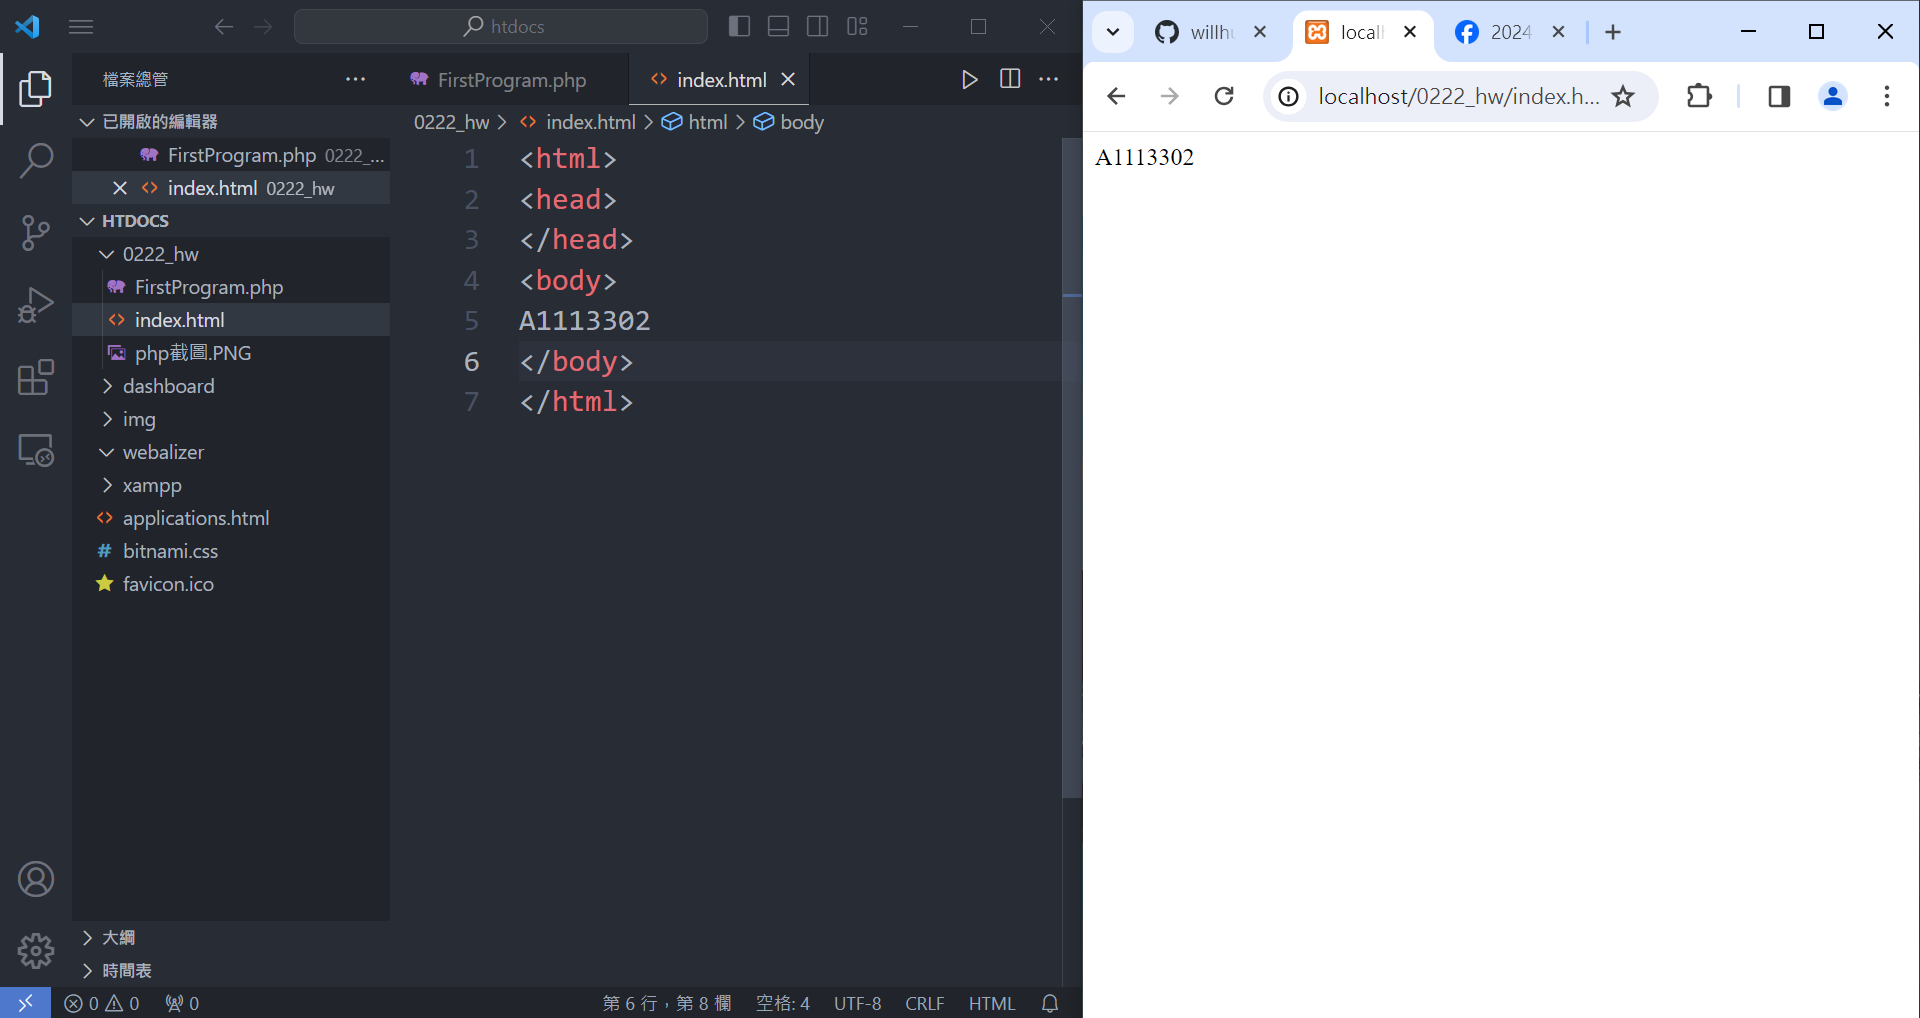 htdocs
檔案總管
已開啟的編輯器
FirstProgram.php 0222_...
index.html 0222_hw
HTDOCS
0222_hw
FirstProgram.php
index.html
php截圖.PNG
dashboard
img
webalizer
xampp
applications.html
bitnami.css
favicon.ico
大綱
時間表
FirstProgram.php
index.html
0222_hw > index.html > html > body
1 <html>
2 <head>
3 </head>
4 <body>
5 A1113302
6 </body>
7 </html>
0 0 0
第 6 行，第 8 欄 空格: 4 UTF-8 CRLF HTML
willhu
locall
2024
localhost/0222_hw/index.h...
A1113302